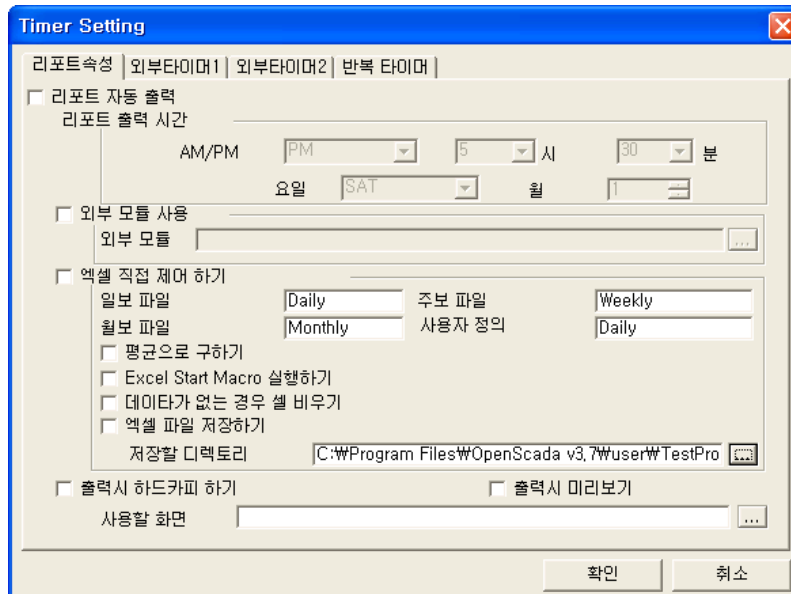 Timer Setting
리포트속성 외부타이머1 외부타이머2 반복 타이머
리포트 자동 출력
리포트 출력 시간
AM/PM PM 5 시 30 분
요일 SAT 월 1
외부 모듈 사용
외부 모듈 ...
엑셀 직접 제어 하기
일보 파일 Daily 주보 파일 Weekly
월보 파일 Monthly 사용자 정의 Daily
평균으로 구하기
Excel Start Macro 실행하기
데이타가 없는 경우 셀 비우기
엑셀 파일 저장하기
저장할 디렉토리 C:₩Program Files₩OpenScada v3.7₩user₩TestPro ...
출력시 하드카피 하기 출력시 미리보기
사용할 화면 ...
확인 취소